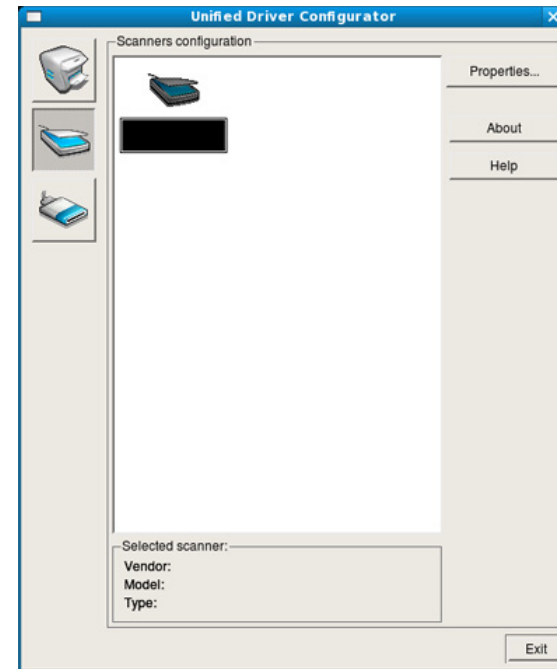 Unified Driver Configurator
Scanners configuration
Properties...
About
Help
Selected scanner:
Vendor:
Model:
Type:
Exit